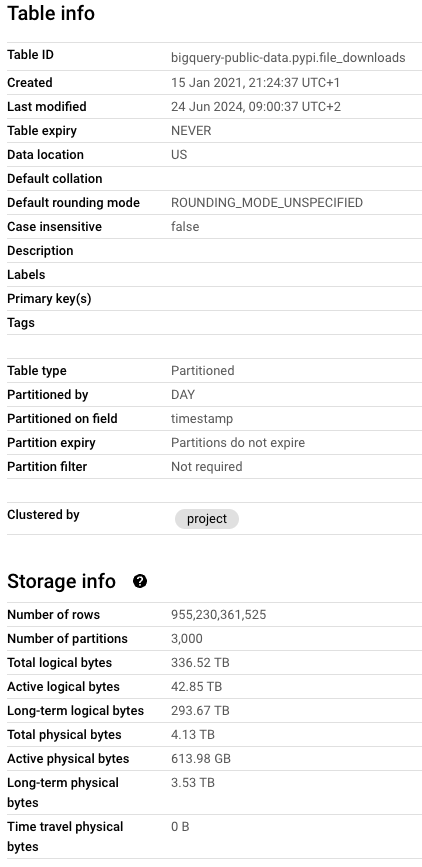 Table info
Table ID bigquery-public-data.pypi.file_downloads
Created 15 Jan 2021, 21:24:37 UTC+1
Last modified 24 Jun 2024, 09:00:37 UTC+2
Table expiry NEVER
Data location US
Default collation
Default rounding mode ROUNDING_MODE_UNSPECIFIED
Case insensitive false
Description
Labels
Primary key(s)
Tags
Table type Partitioned
Partitioned by DAY
Partitioned on field timestamp
Partition expiry Partitions do not expire
Partition filter Not required
Clustered by project
Storage info ?
Number of rows 955,230,361,525
Number of partitions 3,000
Total logical bytes 336.52 TB
Active logical bytes 42.85 TB
Long-term logical bytes 293.67 TB
Total physical bytes 4.13 TB
Active physical bytes 613.98 GB
Long-term physical 3.53 TB
bytes
Time travel physical 0 B
bytes